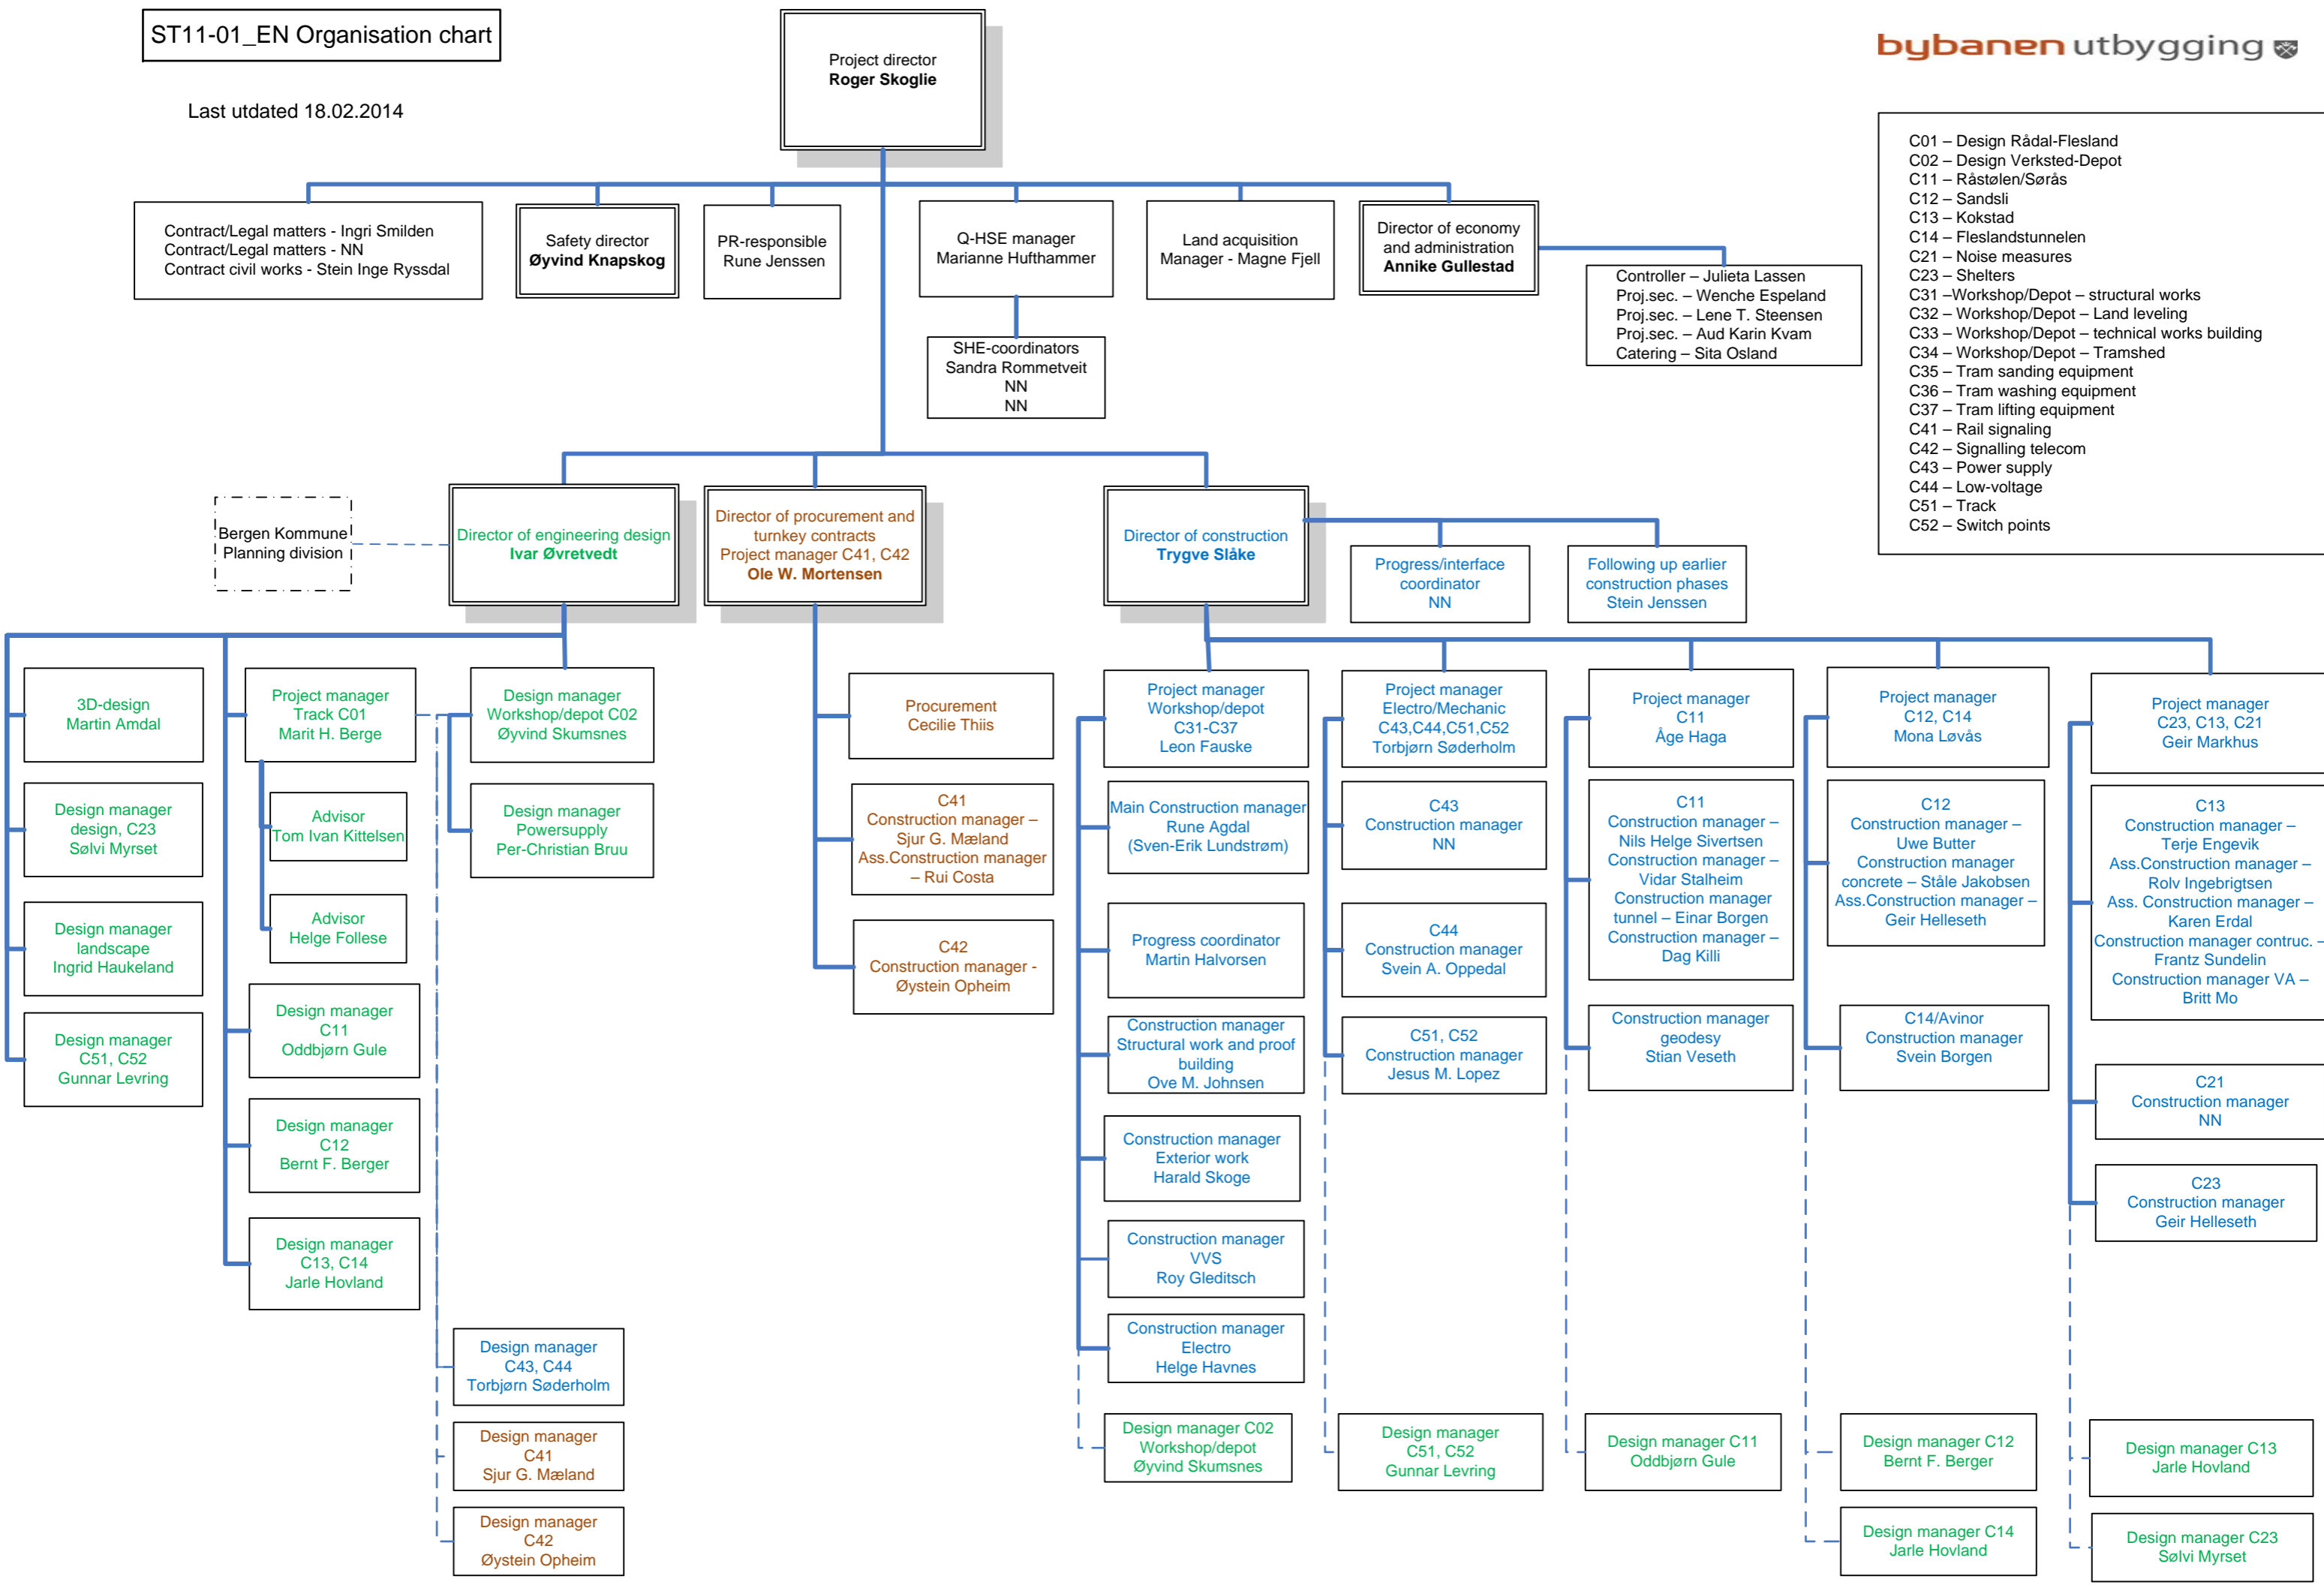 ST11-01_EN Organisation chart
Last utdated 18.02.2014
bybanen utbygging
Project director
Roger Skoglie
C01 – Design Rådal-Flesland
C02 – Design Verksted-Depot
C11 – Råstølen/Sørås
C12 – Sandsli
C13 – Kokstad
C14 – Fleslandstunnelen
C21 – Noise measures
C23 – Shelters
C31 –Workshop/Depot – structural works
C32 – Workshop/Depot – Land leveling
C33 – Workshop/Depot – technical works building
C34 – Workshop/Depot – Tramshed
C35 – Tram sanding equipment
C36 – Tram washing equipment
C37 – Tram lifting equipment
C41 – Rail signaling
C42 – Signalling telecom
C43 – Power supply
C44 – Low-voltage
C51 – Track
C52 – Switch points
Contract/Legal matters - Ingri Smilden
Contract/Legal matters - NN
Contract civil works - Stein Inge Ryssdal
Safety director
Øyvind Knapskog
PR-responsible
Rune Jenssen
Q-HSE manager
Marianne Hufthammer
Land acquisition
Manager - Magne Fjell
Director of economy
and administration
Annike Gullestad
Controller – Julieta Lassen
Proj.sec. – Wenche Espeland
Proj.sec. – Lene T. Steensen
Proj.sec. – Aud Karin Kvam
Catering – Sita Osland
SHE-coordinators
Sandra Rommetveit
NN
NN
Bergen Kommune
Planning division
Director of engineering design
Ivar Øvretvedt
Director of procurement and
turnkey contracts
Project manager C41, C42
Ole W. Mortensen
Director of construction
Trygve Slåke
Progress/interface
coordinator
NN
Following up earlier
construction phases
Stein Jenssen
3D-design
Martin Amdal
Design manager
design, C23
Sølvi Myrset
Design manager
landscape
Ingrid Haukeland
Design manager
C51, C52
Gunnar Levring
Project manager
Track C01
Marit H. Berge
Advisor
Tom Ivan Kittelsen
Advisor
Helge Follese
Design manager
C11
Oddbjørn Gule
Design manager
C12
Bernt F. Berger
Design manager
C13, C14
Jarle Hovland
Design manager
Workshop/depot C02
Øyvind Skumsnes
Design manager
Powersupply
Per-Christian Bruu
Design manager
C43, C44
Torbjørn Søderholm
Design manager
C41
Sjur G. Mæland
Design manager
C42
Øystein Opheim
Procurement
Cecilie Thiis
C41
Construction manager –
Sjur G. Mæland
Ass.Construction manager
– Rui Costa
C42
Construction manager -
Øystein Opheim
Project manager
Workshop/depot
C31-C37
Leon Fauske
Main Construction manager
Rune Agdal
(Sven-Erik Lundstrøm)
Progress coordinator
Martin Halvorsen
Construction manager
Structural work and proof
building
Ove M. Johnsen
Construction manager
Exterior work
Harald Skoge
Construction manager
VVS
Roy Gleditsch
Construction manager
Electro
Helge Havnes
Design manager C02
Workshop/depot
Øyvind Skumsnes
Project manager
Electro/Mechanic
C43,C44,C51,C52
Torbjørn Søderholm
C43
Construction manager
NN
C44
Construction manager
Svein A. Oppedal
C51, C52
Construction manager
Jesus M. Lopez
Design manager
C51, C52
Gunnar Levring
Project manager
C11
Åge Haga
C11
Construction manager –
Nils Helge Sivertsen
Construction manager –
Vidar Stalheim
Construction manager
tunnel – Einar Borgen
Construction manager –
Dag Killi
Construction manager
geodesy
Stian Veseth
Design manager C11
Oddbjørn Gule
Project manager
C12, C14
Mona Løvås
C12
Construction manager –
Uwe Butter
Construction manager
concrete – Ståle Jakobsen
Ass.Construction manager –
Geir Helleseth
C14/Avinor
Construction manager
Svein Borgen
Design manager C12
Bernt F. Berger
Design manager C14
Jarle Hovland
Project manager
C23, C13, C21
Geir Markhus
C13
Construction manager –
Terje Engevik
Ass.Construction manager –
Rolv Ingebrigtsen
Ass. Construction manager –
Karen Erdal
Construction manager contruc. –
Frantz Sundelin
Construction manager VA –
Britt Mo
C21
Construction manager
NN
C23
Construction manager
Geir Helleseth
Design manager C13
Jarle Hovland
Design manager C23
Sølvi Myrset